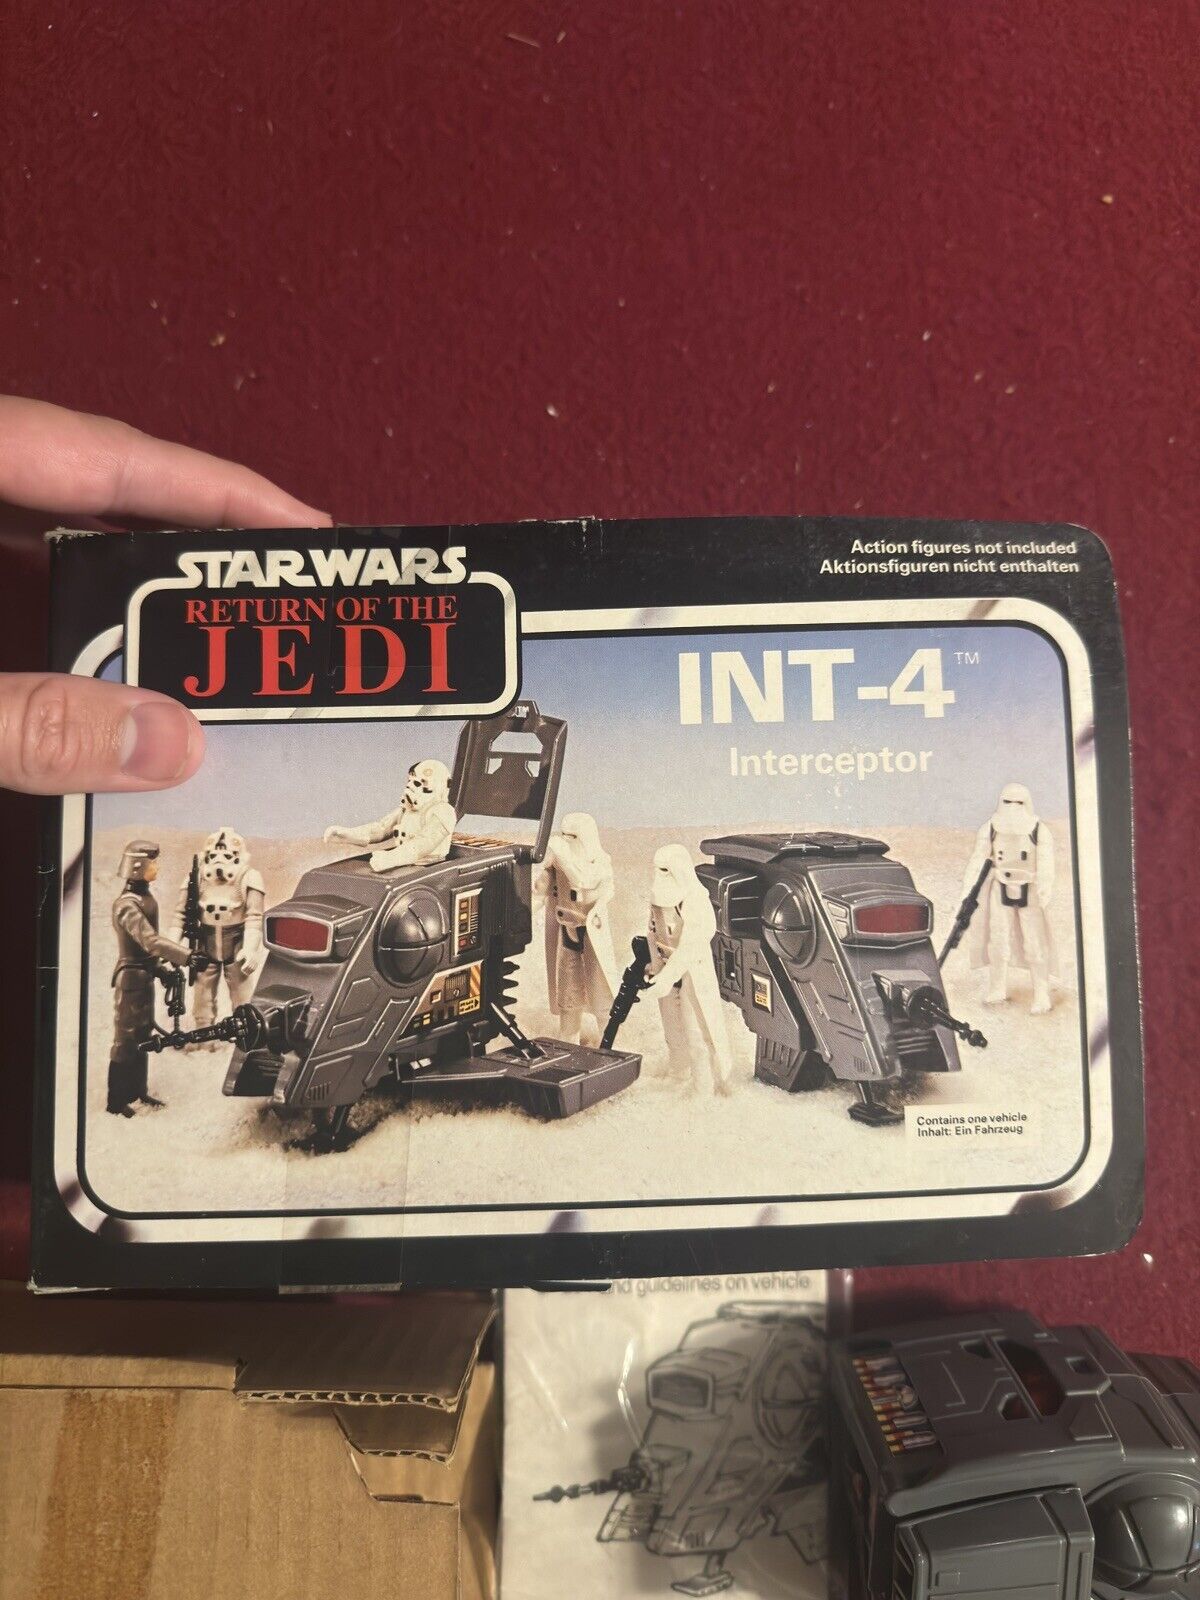 STAR WARS
RETURN OF THE
JEDI
Action figures not included
Aktionsfiguren nicht enthalten
INT-4™
Interceptor
Contains one vehicle
Inhalt: Ein Fahrzeug
guidelines on vehicle